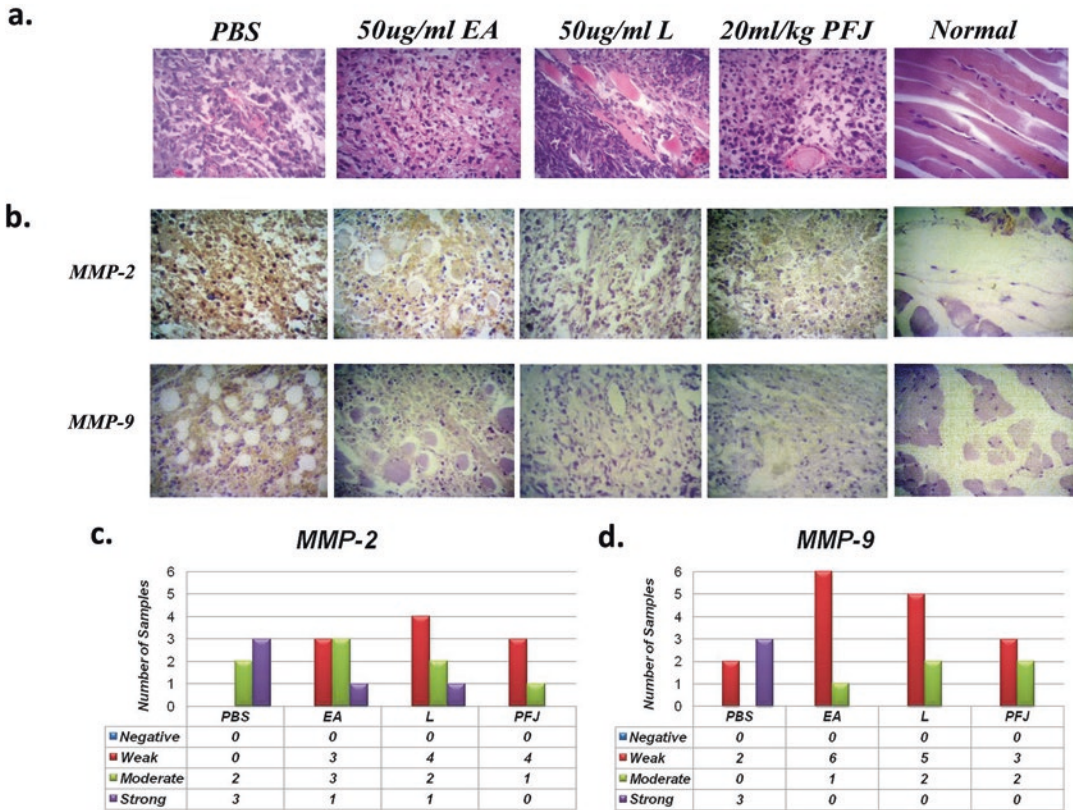 a.
PBS 50ug/ml EA 50ug/ml L 20ml/kg PFJ Normal
b.
MMP-2
MMP-9
c.
MMP-2
Number of Samples
6
5
4
3
2
1
0
PBS EA L PFJ
Negative 0 0 0 0
Weak 0 3 4 4
Moderate 2 3 2 1
Strong 3 1 1 0
d.
MMP-9
Number of Samples
6
5
4
3
2
1
0
PBS EA L PFJ
Negative 0 0 0 0
Weak 2 6 5 3
Moderate 0 1 2 2
Strong 3 0 0 0